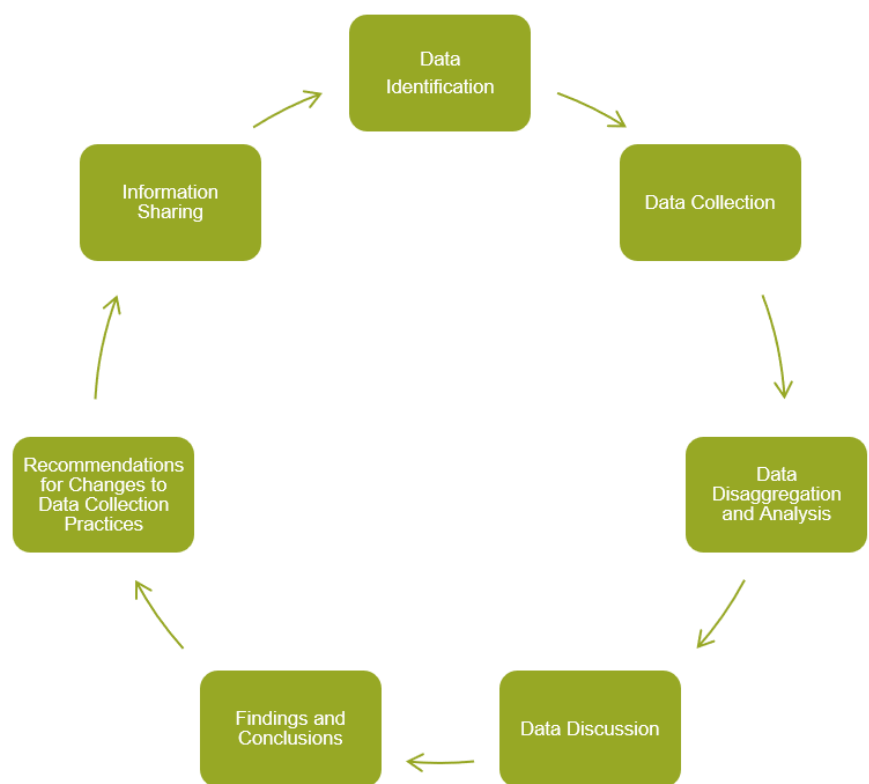 Data
Identification
Data Collection
Data
Disaggregation
and Analysis
Data Discussion
Findings and
Conclusions
Recommendations
for Changes to
Data Collection
Practices
Information
Sharing